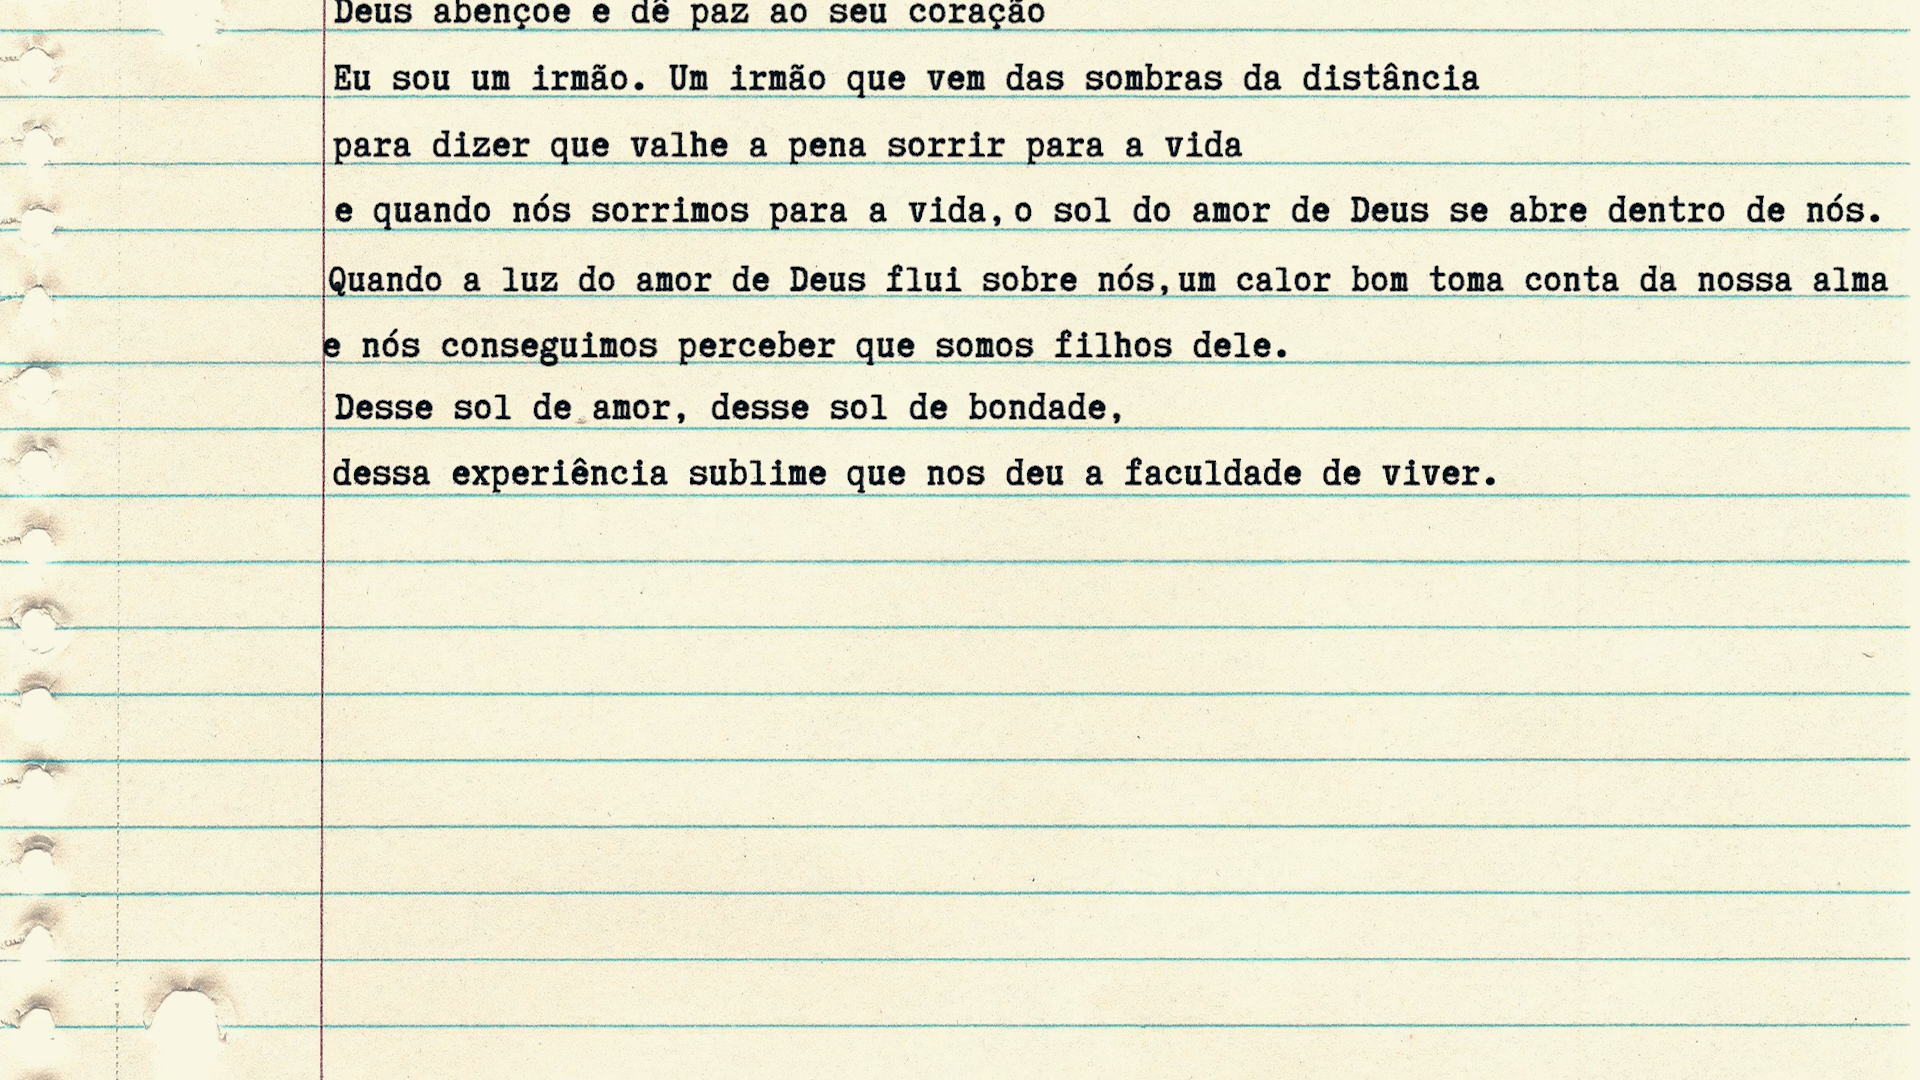 Deus abençoe e dê paz ao seu coração
Eu sou um irmão. Um irmão que vem das sombras da distância
para dizer que valhe a pena sorrir para a vida
e quando nós sorrimos para a vida,o sol do amor de Deus se abre dentro de nós.
Quando a luz do amor de Deus flui sobre nós,um calor bom toma conta da nossa alma
e nós conseguimos perceber que somos filhos dele.
Desse sol de amor, desse sol de bondade,
dessa experiência sublime que nos deu a faculdade de viver.